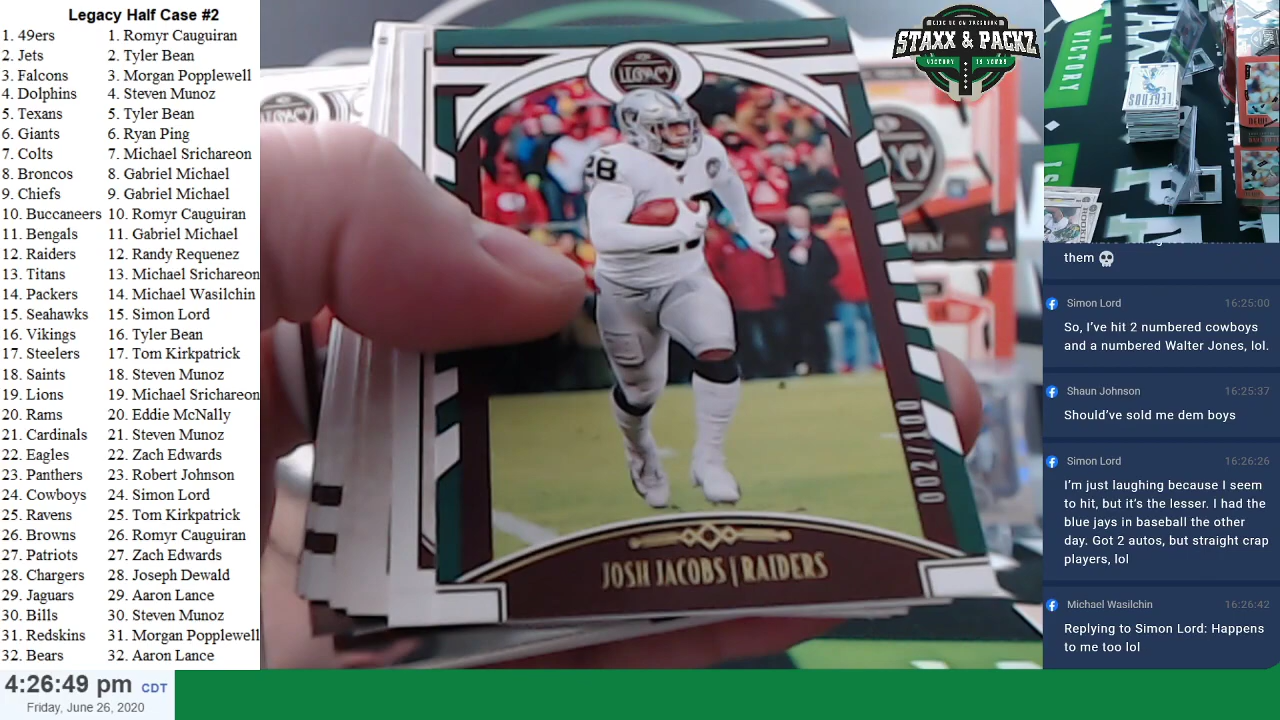 Legacy Half Case #2
1. 49ers 1. Romyr Cauguiran
2. Jets 2. Tyler Bean
3. Falcons 3. Morgan Popplewell
4. Dolphins 4. Steven Munoz
5. Texans 5. Tyler Bean
6. Giants 6. Ryan Ping
7. Colts 7. Michael Srichareon
8. Broncos 8. Gabriel Michael
9. Chiefs 9. Gabriel Michael
10. Buccaneers 10. Romyr Cauguiran
11. Bengals 11. Gabriel Michael
12. Raiders 12. Randy Requenez
13. Titans 13. Michael Srichareon
14. Packers 14. Michael Wasilchin
15. Seahawks 15. Simon Lord
16. Vikings 16. Tyler Bean
17. Steelers 17. Tom Kirkpatrick
18. Saints 18. Steven Munoz
19. Lions 19. Michael Srichareon
20. Rams 20. Eddie McNally
21. Cardinals 21. Steven Munoz
22. Eagles 22. Zach Edwards
23. Panthers 23. Robert Johnson
24. Cowboys 24. Simon Lord
25. Ravens 25. Tom Kirkpatrick
26. Browns 26. Romyr Cauguiran
27. Patriots 27. Zach Edwards
28. Chargers 28. Joseph Dewald
29. Jaguars 29. Aaron Lance
30. Bills 30. Steven Munoz
31. Redskins 31. Morgan Popplewell
32. Bears 32. Aaron Lance
4:26:49 pm CDT
Friday, June 26, 2020
LEGACY
28
002/100
JOSH JACOBS | RAIDERS
LEGACY
LIKE US ON FACEBOOK
STAXX & PACKZ
VICTORY IS YOURS
VICTORY
LEGENDS
ROOKIE
them 💀
Simon Lord 16:25:00
So, I've hit 2 numbered cowboys
and a numbered Walter Jones, lol.
Shaun Johnson 16:25:37
Should've sold me dem boys
Simon Lord 16:26:26
I'm just laughing because I seem
to hit, but it's the lesser. I had the
blue jays in baseball the other
day. Got 2 autos, but straight crap
players, lol
Michael Wasilchin 16:26:42
Replying to Simon Lord: Happens
to me too lol